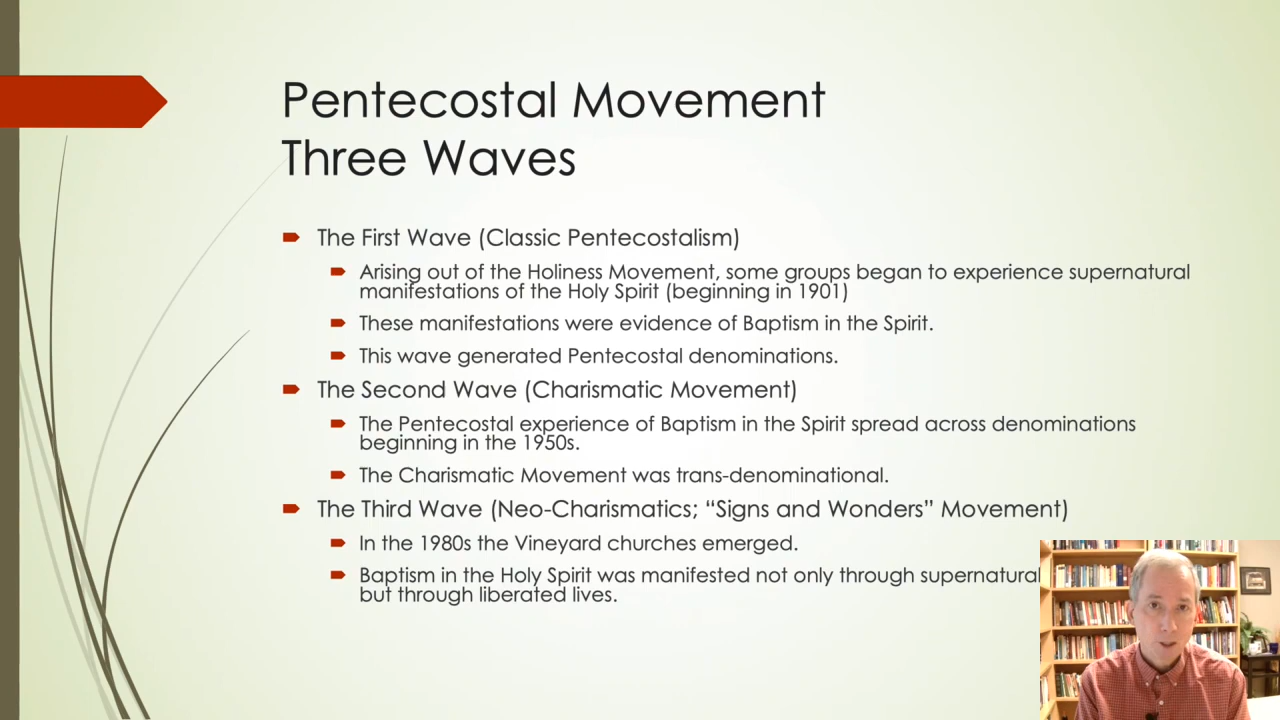 Pentecostal Movement
Three Waves
The First Wave (Classic Pentecostalism)
Arising out of the Holiness Movement, some groups began to experience supernatural
manifestations of the Holy Spirit (beginning in 1901)
These manifestations were evidence of Baptism in the Spirit.
This wave generated Pentecostal denominations.
The Second Wave (Charismatic Movement)
The Pentecostal experience of Baptism in the Spirit spread across denominations
beginning in the 1950s.
The Charismatic Movement was trans-denominational.
The Third Wave (Neo-Charismatics; “Signs and Wonders” Movement)
In the 1980s the Vineyard churches emerged.
Baptism in the Holy Spirit was manifested not only through supernatural
but through liberated lives.